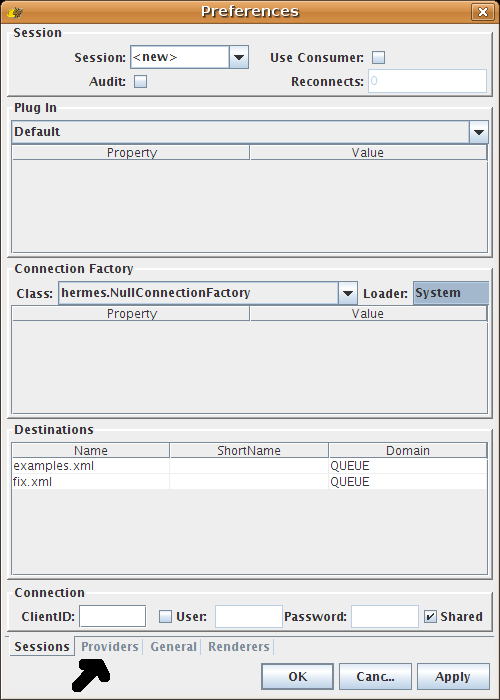 Preferences
Session
Session: <new> Use Consumer:
Audit: Reconnects: 0
Plug In
Default
Property Value
Connection Factory
Class: hermes.NullConnectionFactory Loader: System
Property Value
Destinations
Name ShortName Domain
examples.xml QUEUE
fix.xml QUEUE
Connection
ClientID: User: Password: Shared
Sessions Providers General Renderers
OK Canc... Apply